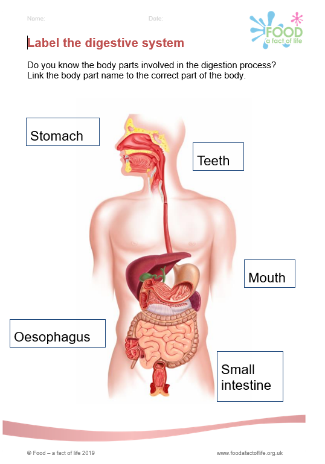 Name: Date:
FOOD
a fact of life
Label the digestive system
Do you know the body parts involved in the digestion process?
Link the body part name to the correct part of the body.
Stomach
Teeth
Mouth
Oesophagus
Small
intestine
© Food – a fact of life 2019 www.foodafactoflife.org.uk